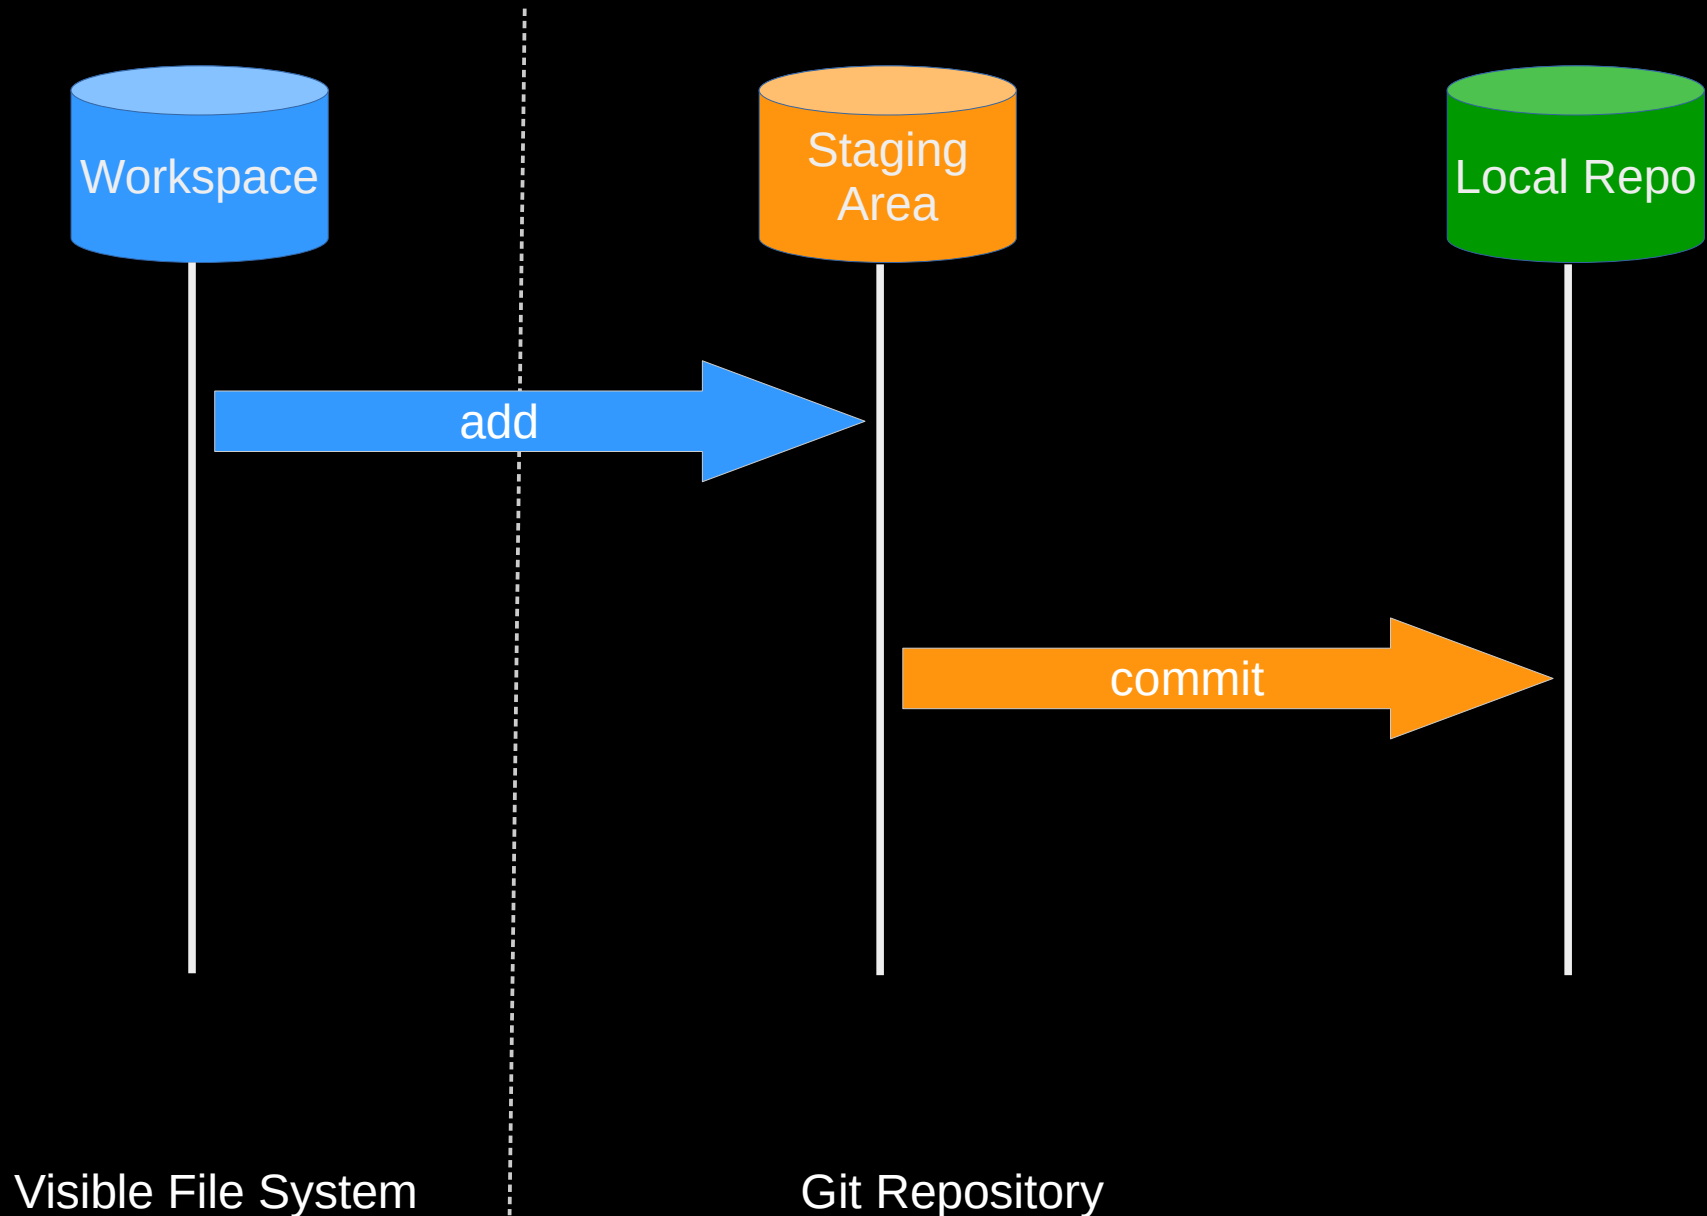 Workspace
Staging
Area
Local Repo
add
commit
Visible File System
Git Repository